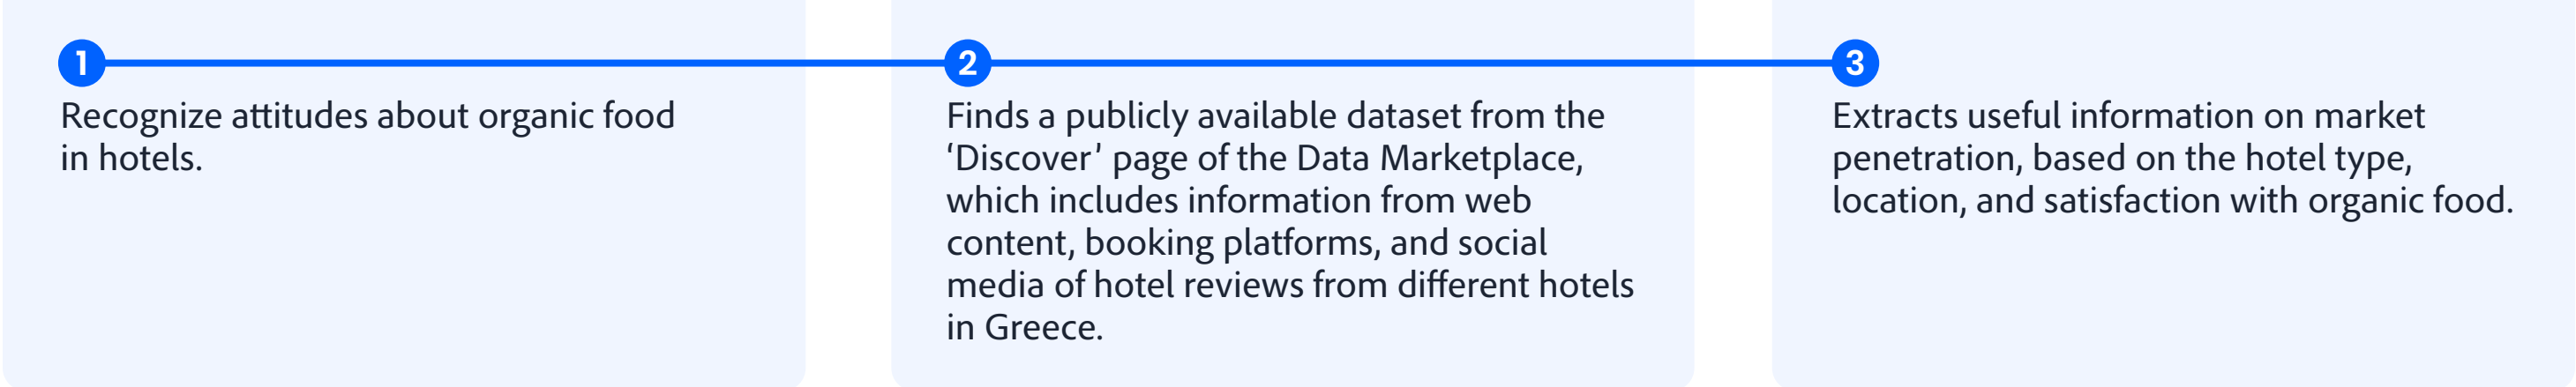 1
Recognize attitudes about organic food
in hotels.
2
Finds a publicly available dataset from the
‘Discover’ page of the Data Marketplace,
which includes information from web
content, booking platforms, and social
media of hotel reviews from different hotels
in Greece.
3
Extracts useful information on market
penetration, based on the hotel type,
location, and satisfaction with organic food.